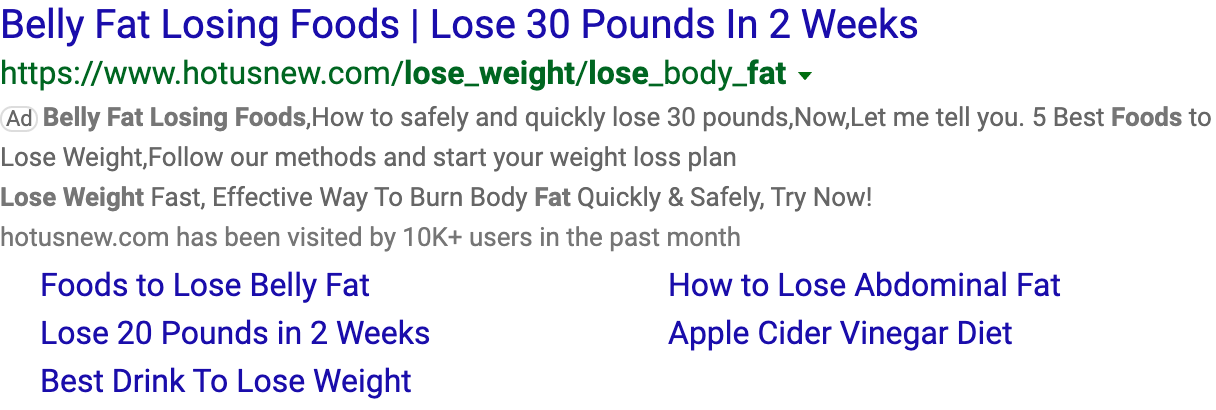 Belly Fat Losing Foods | Lose 30 Pounds In 2 Weeks
https://www.hotusnew.com/lose_weight/lose_body_fat
Ad Belly Fat Losing Foods,How to safely and quickly lose 30 pounds,Now,Let me tell you. 5 Best Foods to
Lose Weight,Follow our methods and start your weight loss plan
Lose Weight Fast, Effective Way To Burn Body Fat Quickly & Safely, Try Now!
hotusnew.com has been visited by 10K+ users in the past month
Foods to Lose Belly Fat
How to Lose Abdominal Fat
Lose 20 Pounds in 2 Weeks
Apple Cider Vinegar Diet
Best Drink To Lose Weight